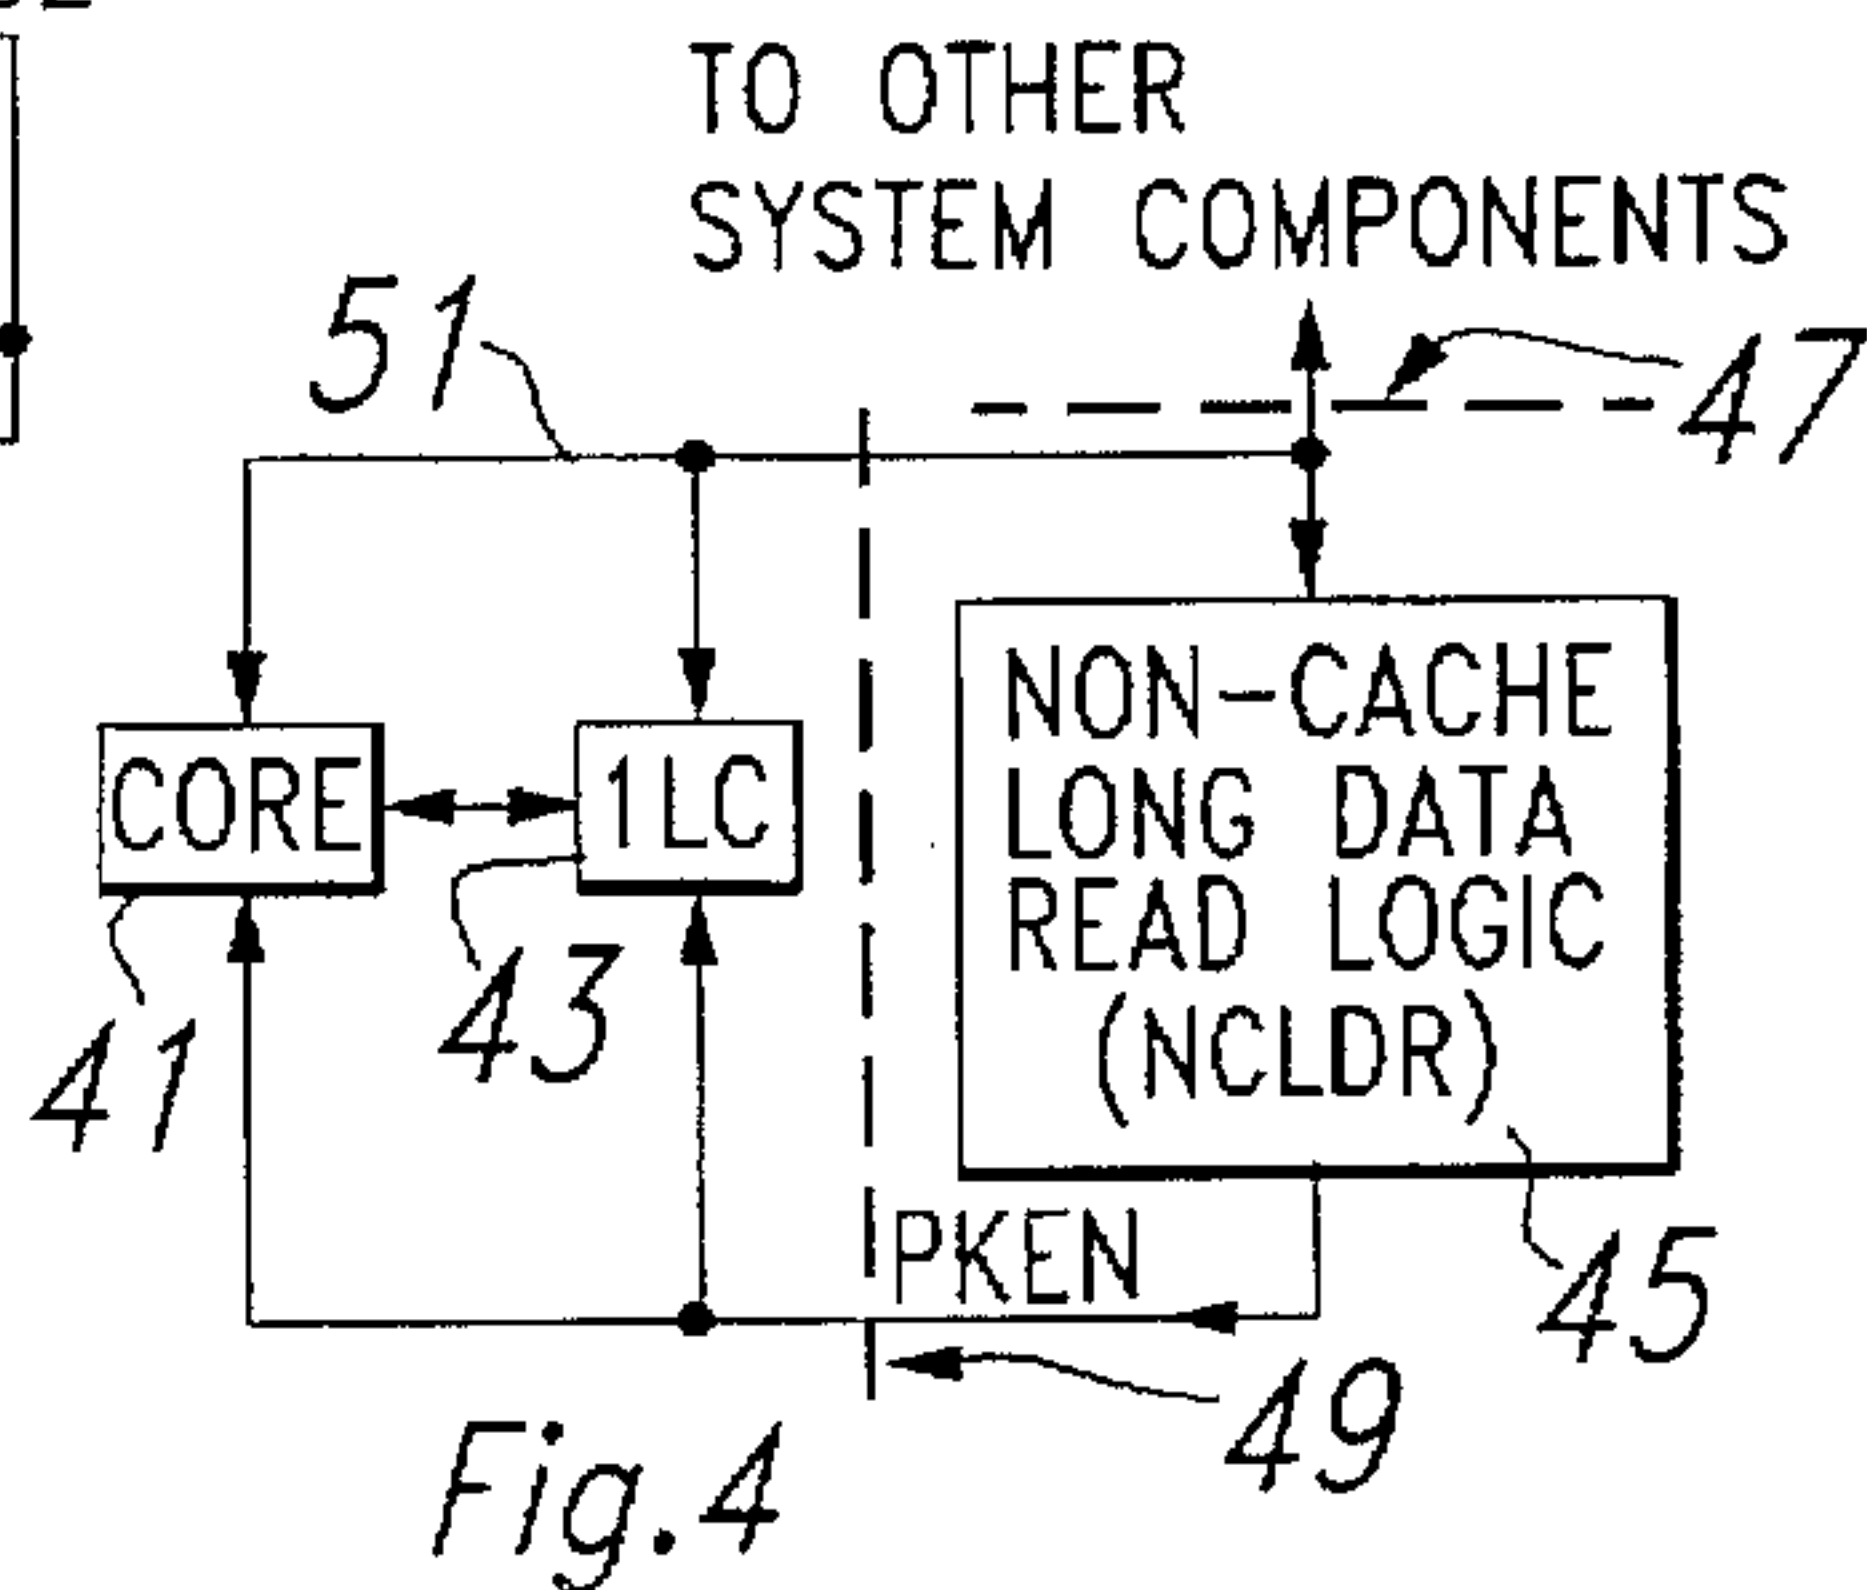 TO OTHER
SYSTEM COMPONENTS
51
47
CORE
1LC
NON-CACHE
LONG DATA
READ LOGIC
(NCLDR)
41
43
PKEN
45
49
Fig.4